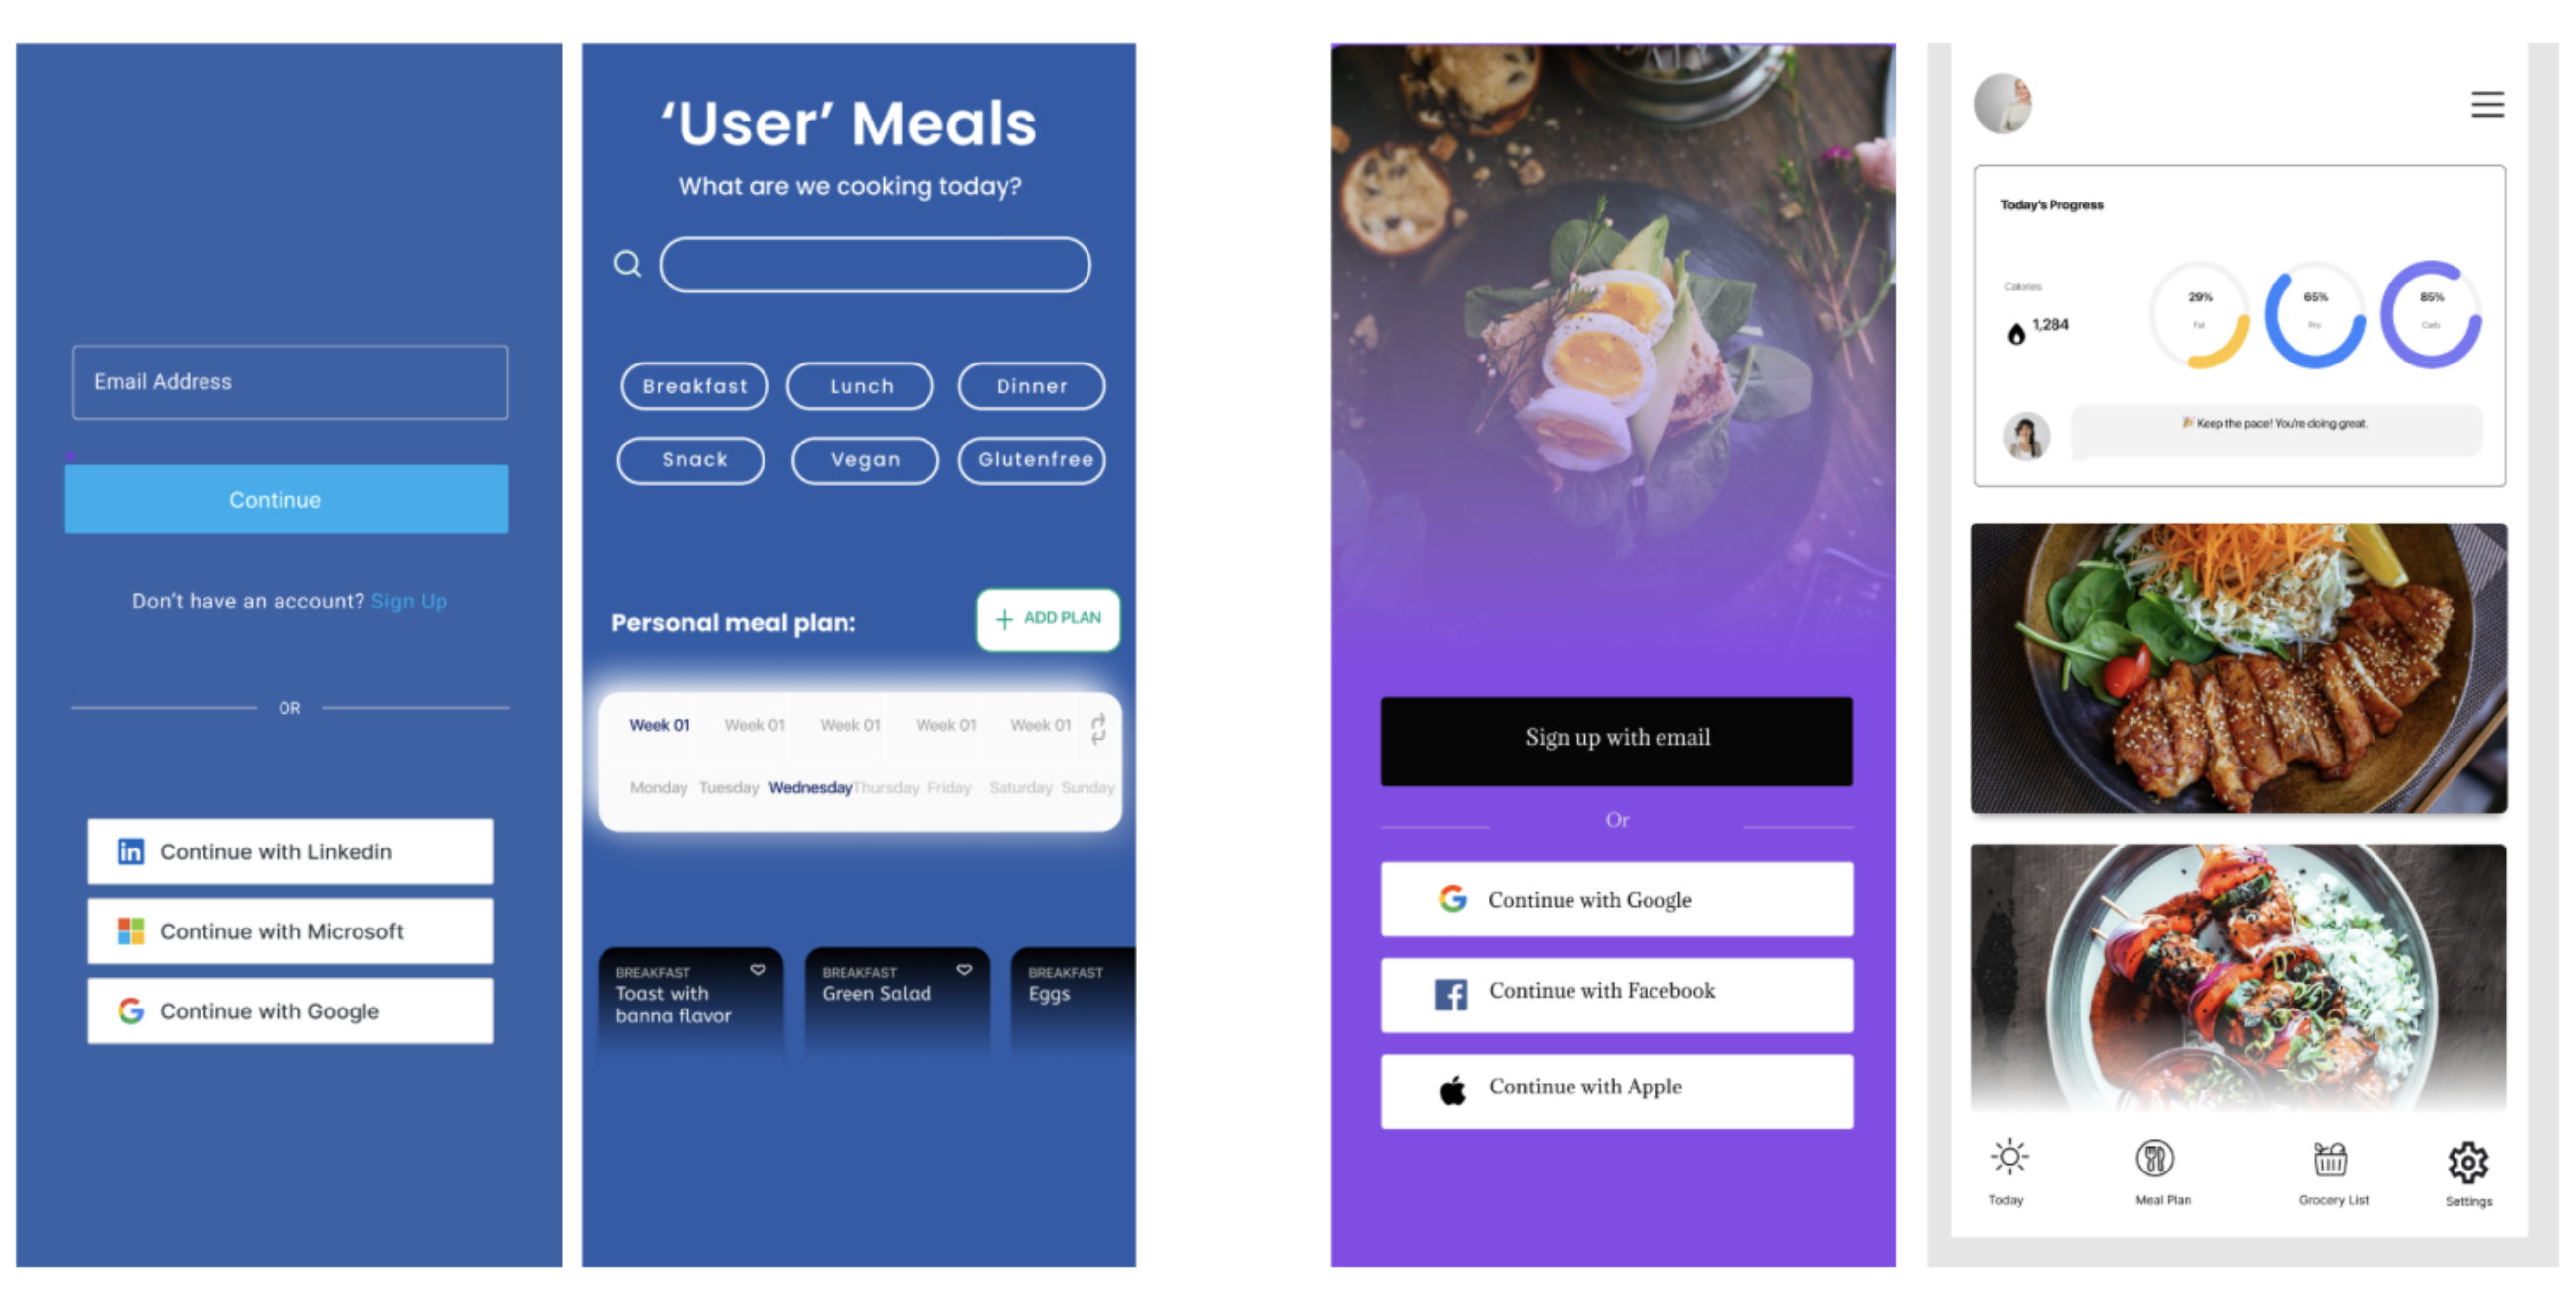 Email Address
Continue
Don't have an account? Sign Up
OR
in Continue with Linkedin
Continue with Microsoft
G Continue with Google
‘User’ Meals
What are we cooking today?
Breakfast Lunch Dinner
Snack Vegan Glutenfree
Personal meal plan:
+ ADD PLAN
Week 01 Week 01 Week 01 Week 01 Week 01
Monday Tuesday Wednesday Thursday Friday Saturday Sunday
BREAKFAST
Toast with
banna flavor
BREAKFAST
Green Salad
BREAKFAST
Eggs
Sign up with email
Or
G Continue with Google
f Continue with Facebook
Continue with Apple
Today's Progress
Calories
1,284
29%
Fat
65%
Pro
85%
Carb
Keep the pace! You're doing great.
Today
Meal Plan
Grocery List
Settings